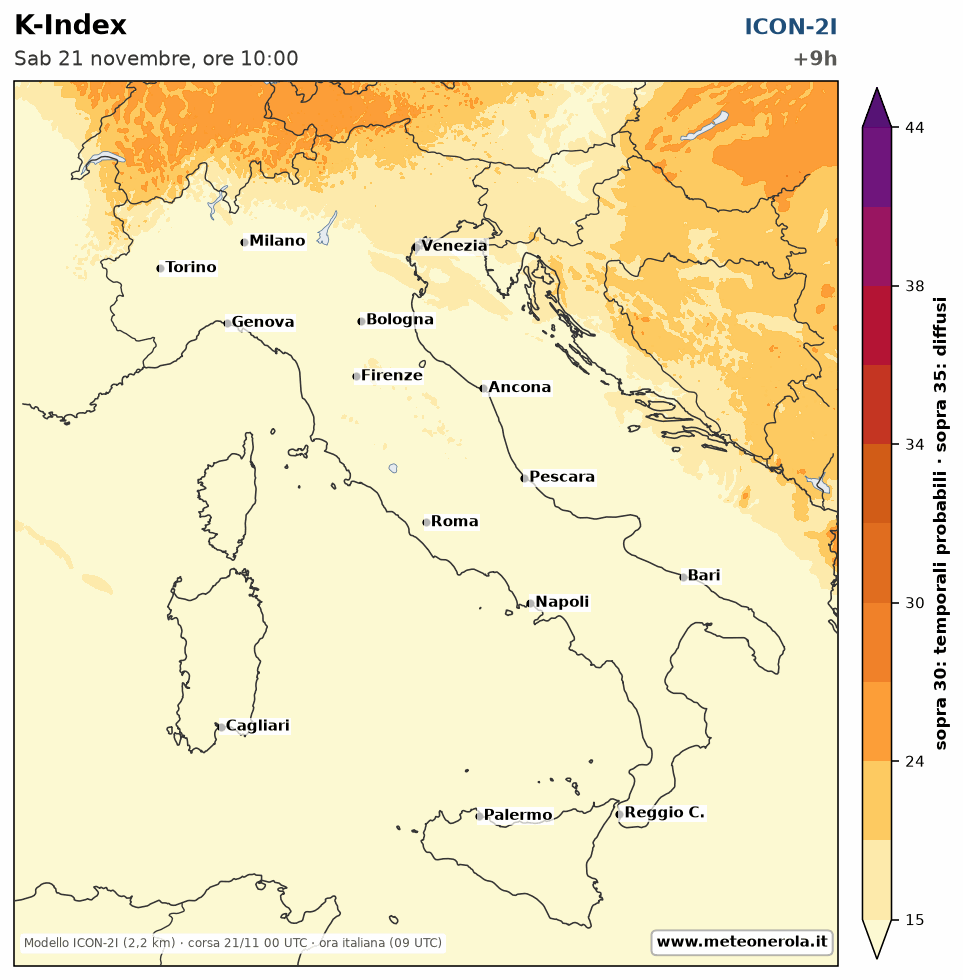 K-Index
ICON-2I
Sab 21 novembre, ore 10:00
+9h
Milano
Venezia
Torino
Genova
Bologna
Firenze
Ancona
Pescara
Roma
Bari
Napoli
Cagliari
Palermo
Reggio C.
44
38
34
30
24
15
sopra 30: temporali probabili · sopra 35: diffusi
Modello ICON-2I (2,2 km) · corsa 21/11 00 UTC · ora italiana (09 UTC)
www.meteonerola.it